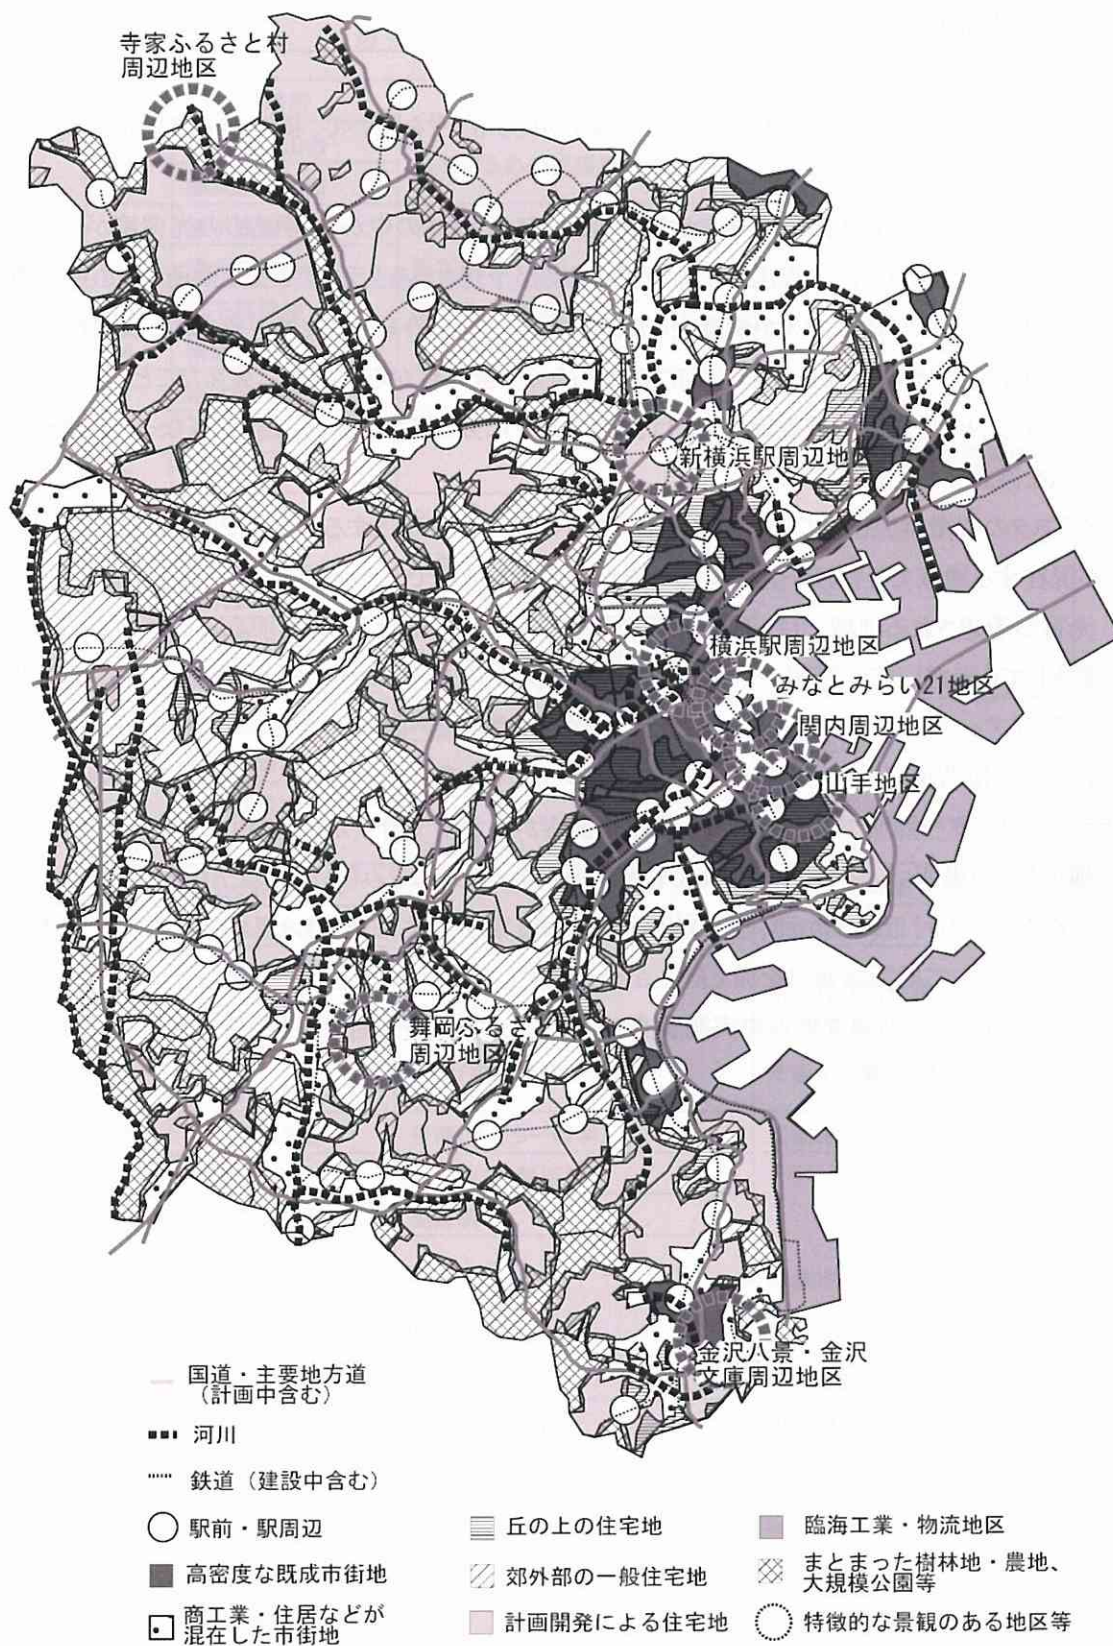 寺家ふるさと村
周辺地区
新横浜駅周辺地区
横浜駅周辺地区
みなとみらい21地区
関内周辺地区
山手地区
舞岡ふるさと村
周辺地区
金沢八景・金沢
文庫周辺地区
国道・主要地方道
(計画中含む)
河川
鉄道(建設中含む)
駅前・駅周辺
高密度な既成市街地
商工業・住居などが
混在した市街地
丘の上の住宅地
郊外部の一般住宅地
計画開発による住宅地
臨海工業・物流地区
まとまった樹林地・農地、
大規模公園等
特徴的な景観のある地区等